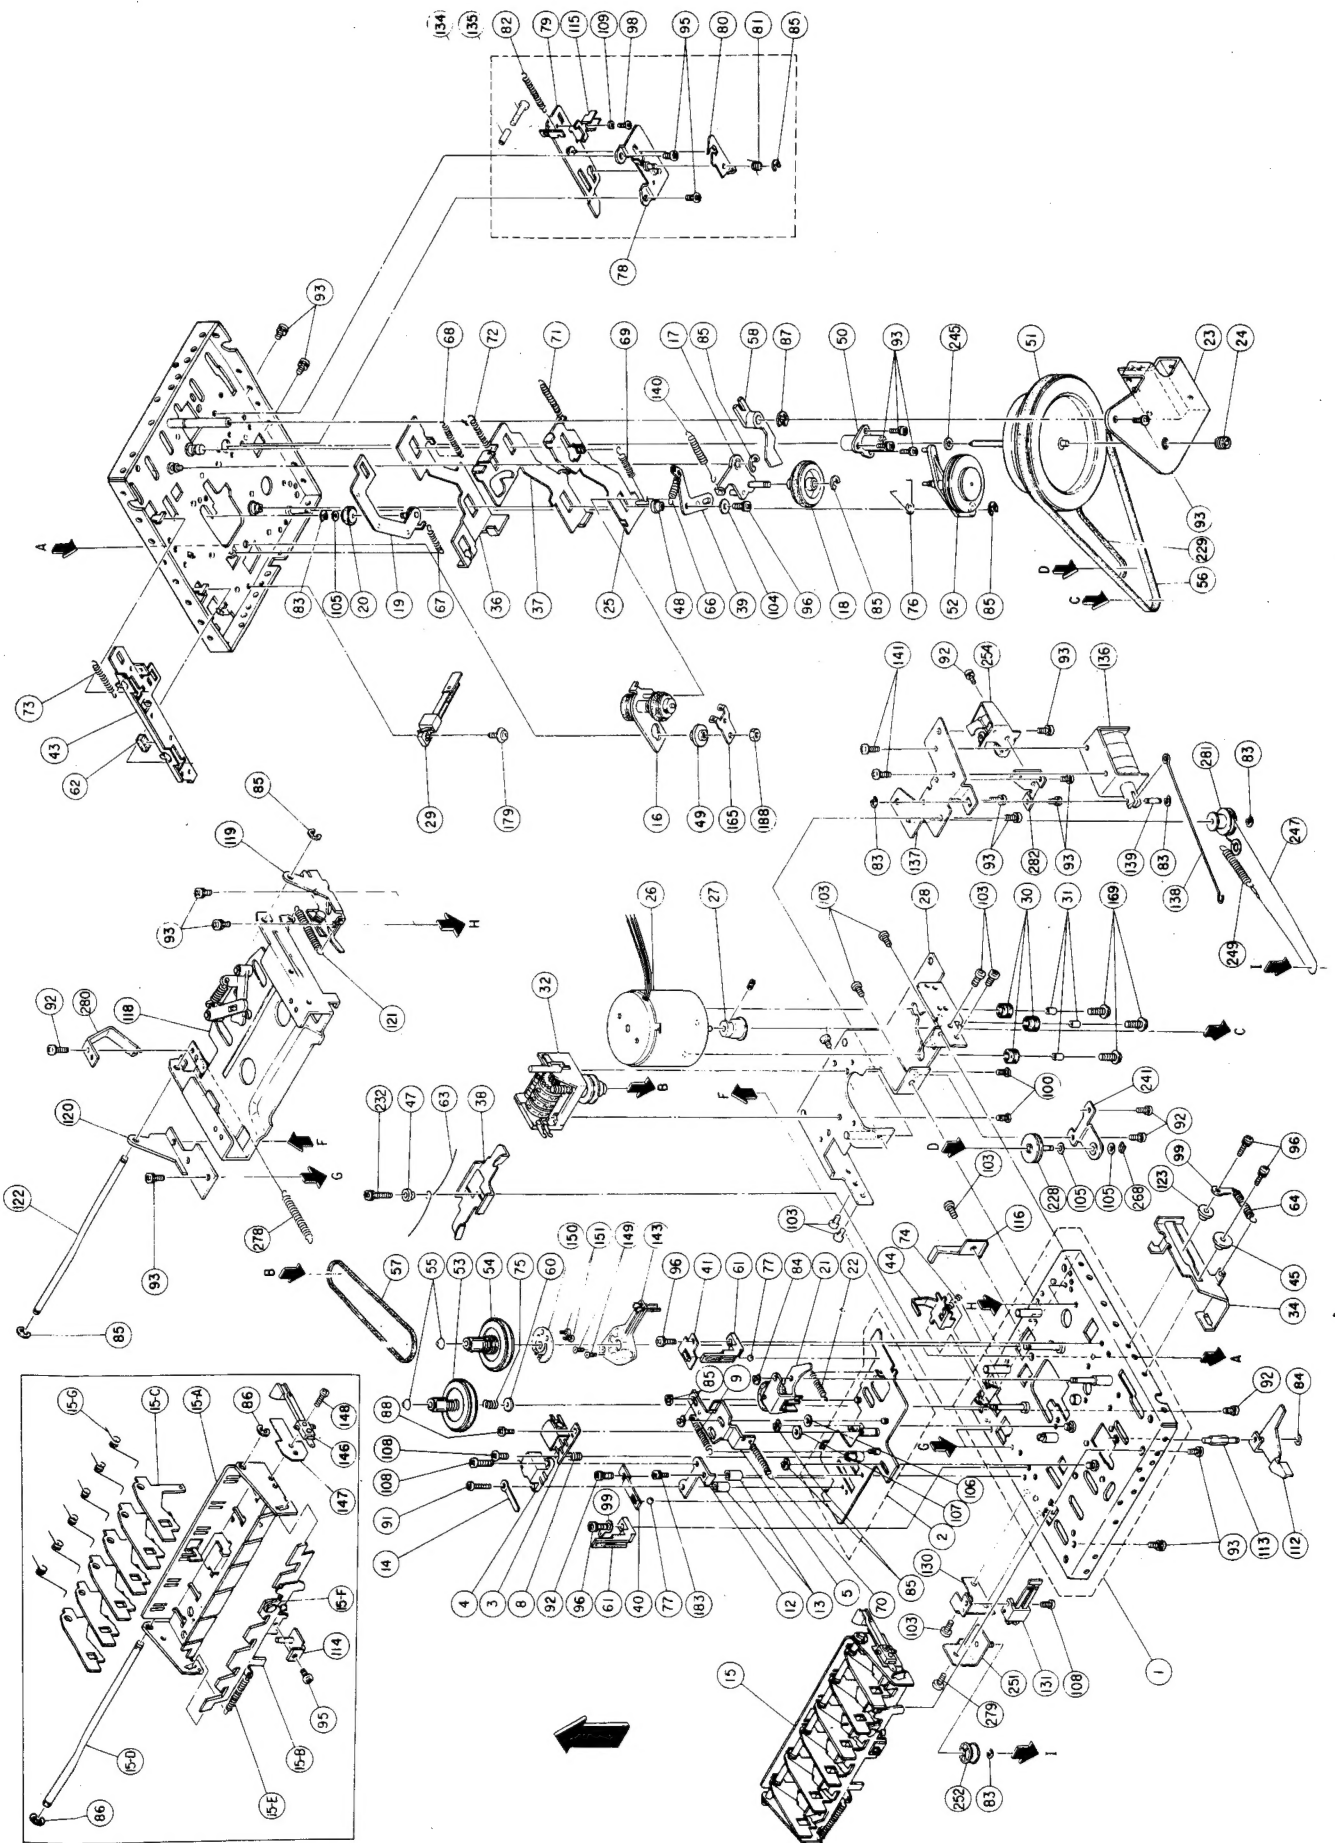 134 135 82 79 115 109 98 95 80 81 85
78
93
68 72 71 69 140 17 85 58 87 50 93 245 51 23 24
A
83 105 20 19 67 36 37 25 48 66 39 104 96 18 85 76 52 85
D C 56 229 93
73 43 62
29 179
16 49 165 188
141 92 254 93 136
83 137 93 282 93 139 83 138 281 83 247 249 I
85 119 93 H 121
92 280 118 120 F G 93 278 122 85
26 27 32 B
103 28 103 30 31 169 C
F 100 241 92
D 228 105 105 268
232 47 63 38 103 103 116
96 99 123 64 45 34
B 57 55 53 54 75 60 150 151 149 143
96 41 61 77 84 21 22 44 74 H A
88 108 108 91 14 4 3 8 92 96 61 99 40 77 183 12 13 5 70 85 2 107 106 85 9 G
92 84 93 113 112
130 103 251 131 108 1
279 252 83 I
15
15-G 15-C 15-A 86 148 146 147
15-F 114 95 15-B 15-E 15-D 86